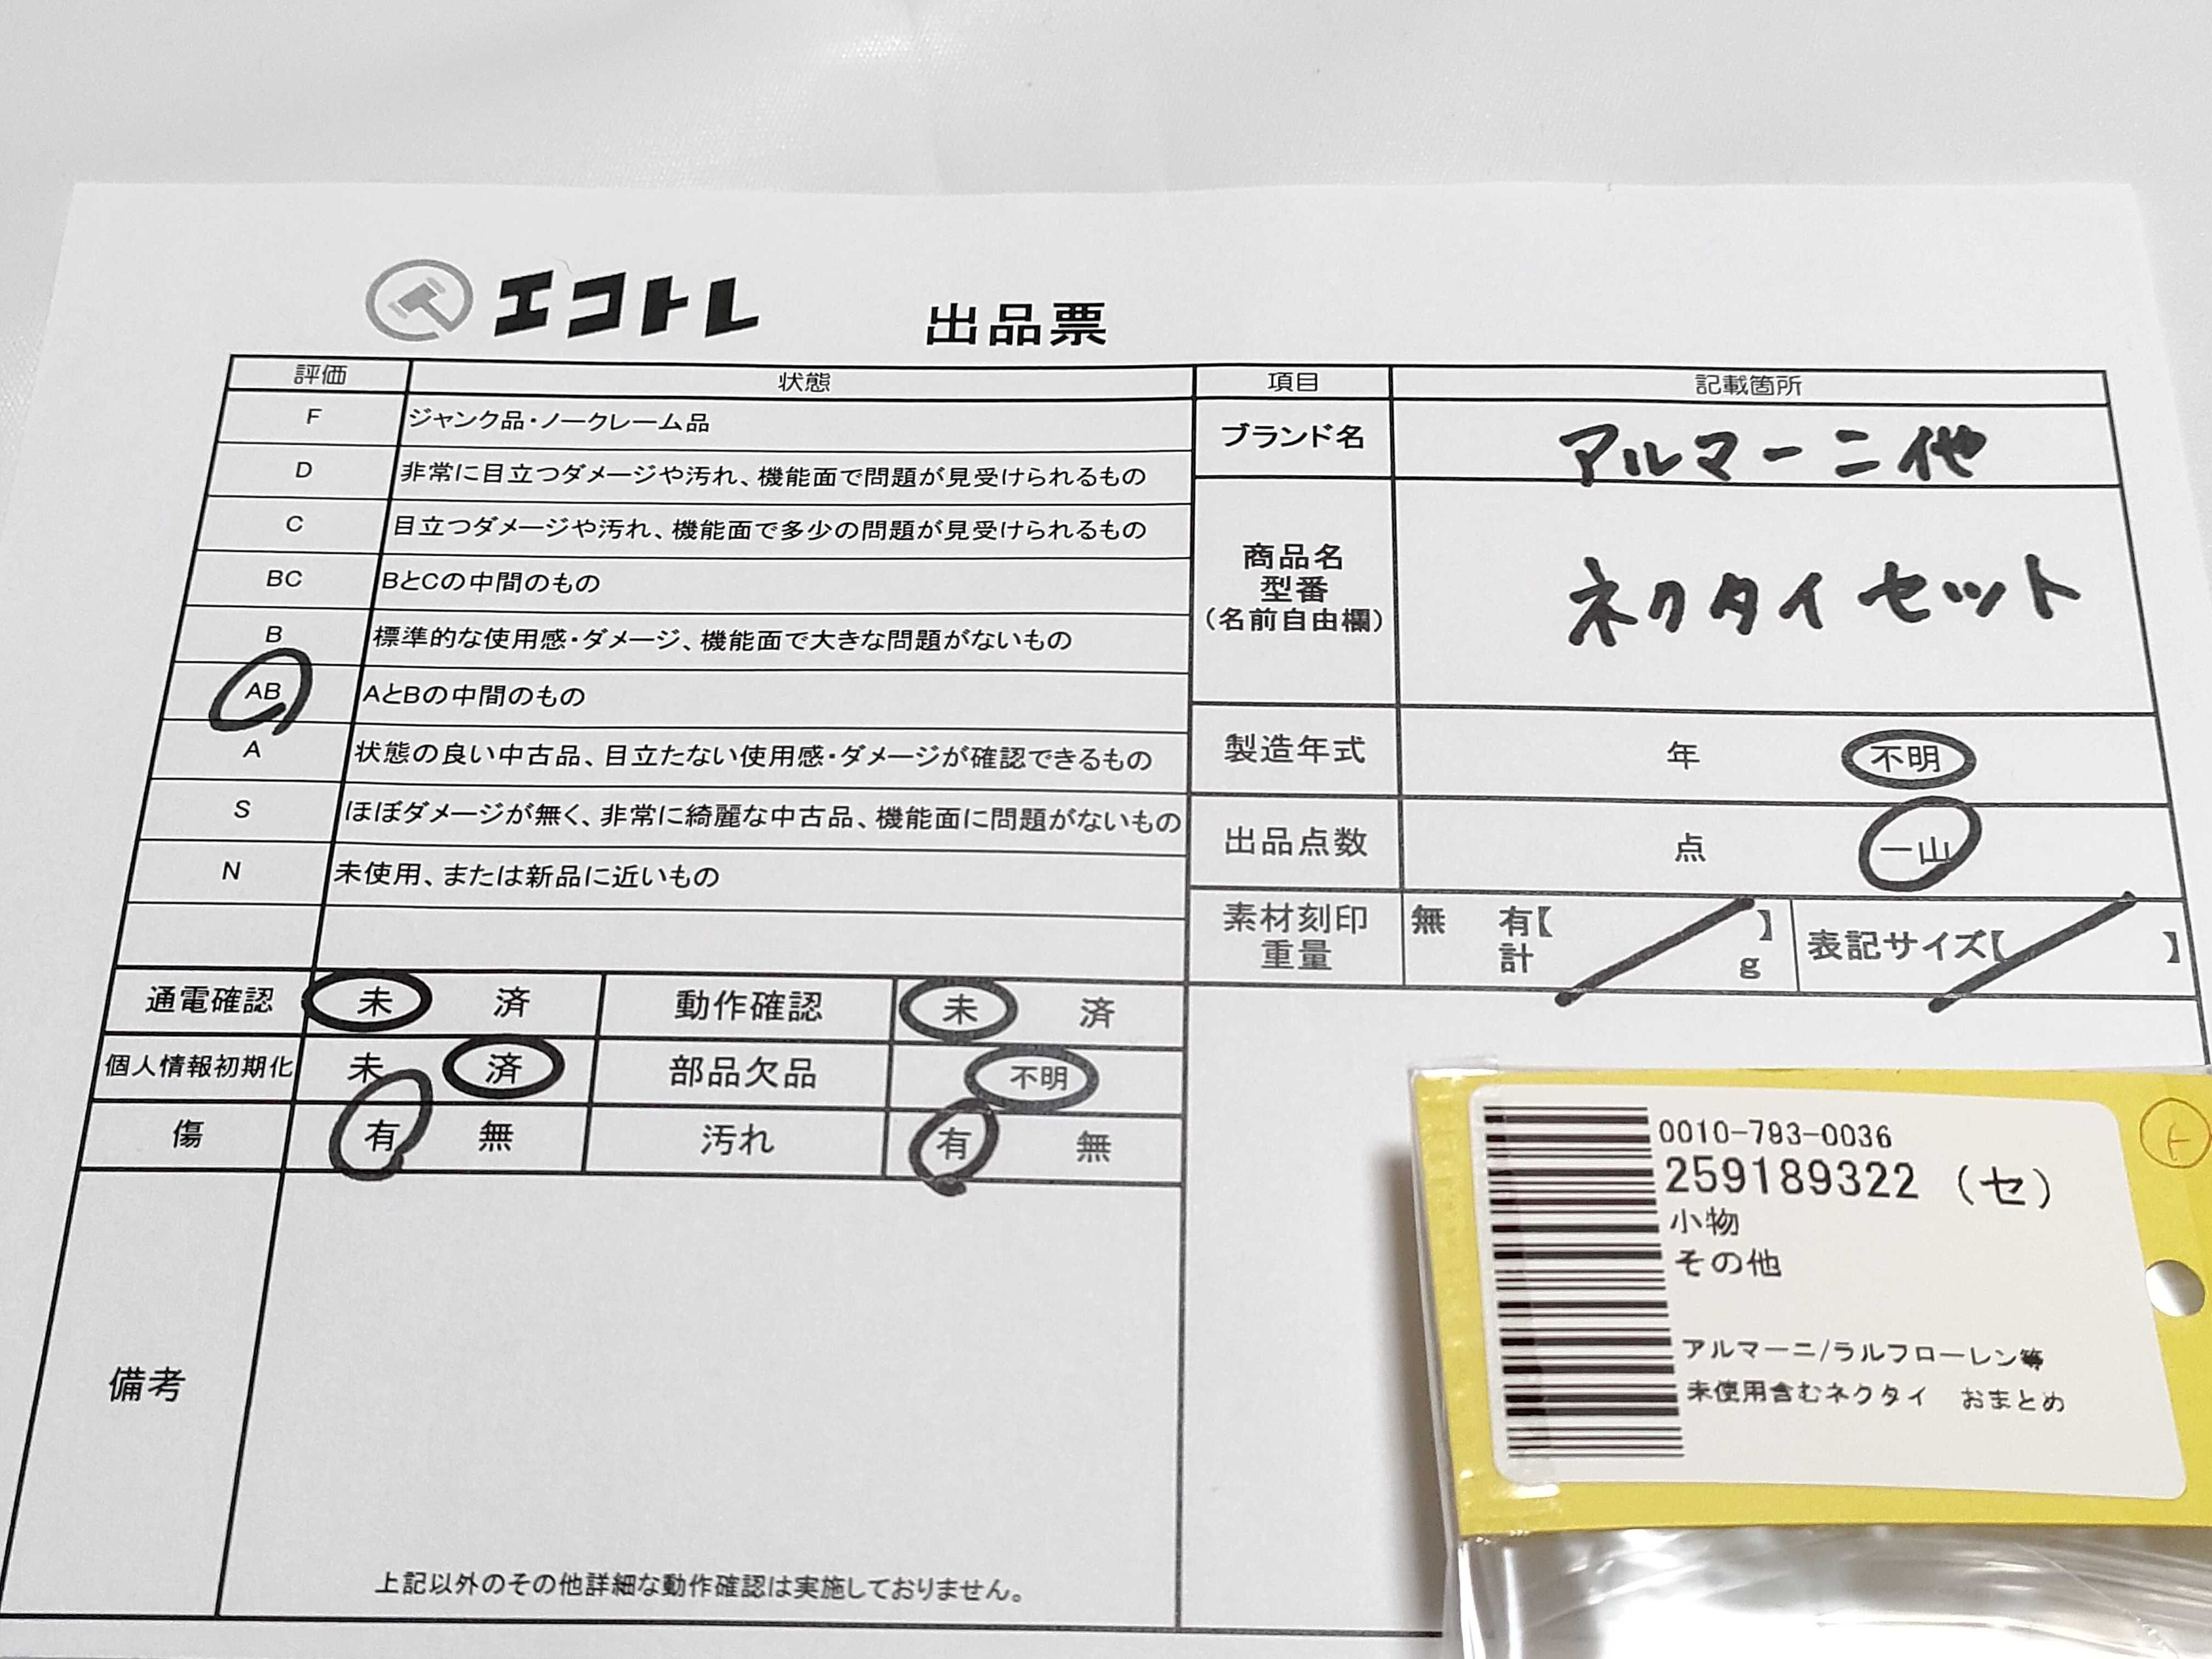 エコトレ 出品票
評価 状態
F ジャンク品・ノークレーム品
D 非常に目立つダメージや汚れ、機能面で問題が見受けられるもの
C 目立つダメージや汚れ、機能面で多少の問題が見受けられるもの
BC BとCの中間のもの
B 標準的な使用感・ダメージ、機能面で大きな問題がないもの
AB AとBの中間のもの
A 状態の良い中古品、目立たない使用感・ダメージが確認できるもの
S ほぼダメージが無く、非常に綺麗な中古品、機能面に問題がないもの
N 未使用、または新品に近いもの
通電確認 未 済 動作確認 未 済
個人情報初期化 未 済 部品欠品 不明
傷 有 無 汚れ 有 無
備考
上記以外のその他詳細な動作確認は実施しておりません。
項目 記載箇所
ブランド名 アルマーニ他
商品名
型番
(名前自由欄)
ネクタイセット
製造年式 年 不明
出品点数 点 一山
素材刻印 無 有【 】
重量 計 g
表記サイズ【 】
0010-793-0036
259189322 (セ)
小物
その他
アルマーニ/ラルフローレン等
未使用含むネクタイ おまとめ